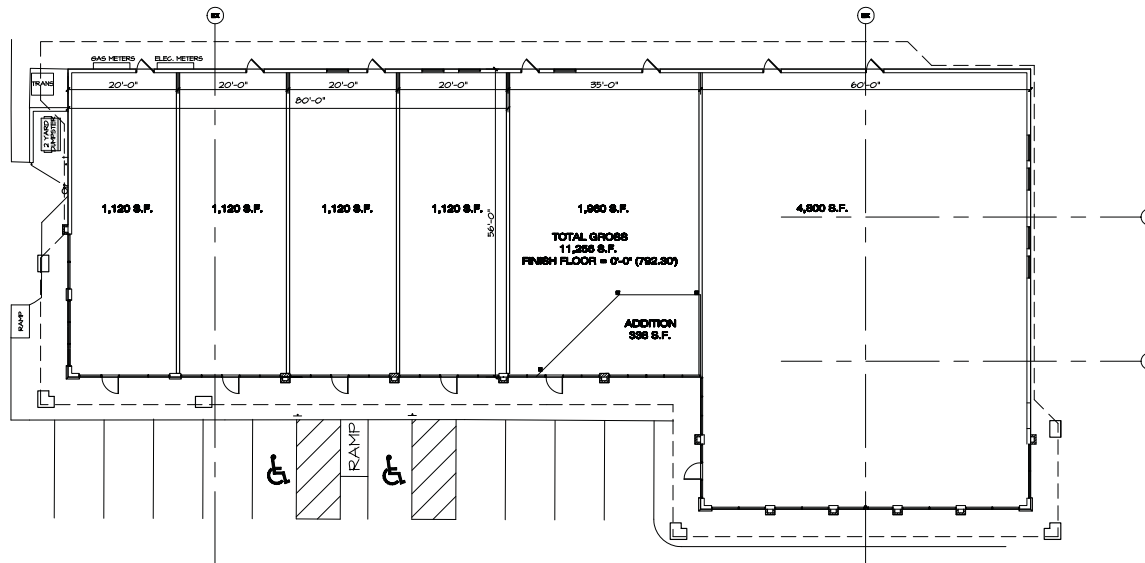 GAS METERS
ELEC. METERS
TRANS
20'-0"
20'-0"
20'-0"
20'-0"
35'-0"
60'-0"
80'-0"
2 YARD
DUMPSTER
1,120 S.F.
1,120 S.F.
1,120 S.F.
1,120 S.F.
56'-0"
1,960 S.F.
4,800 S.F.
TOTAL GROSS
11,256 S.F.
FINISH FLOOR = 0'-0" (792.30')
ADDITION
336 S.F.
RAMP
RAMP